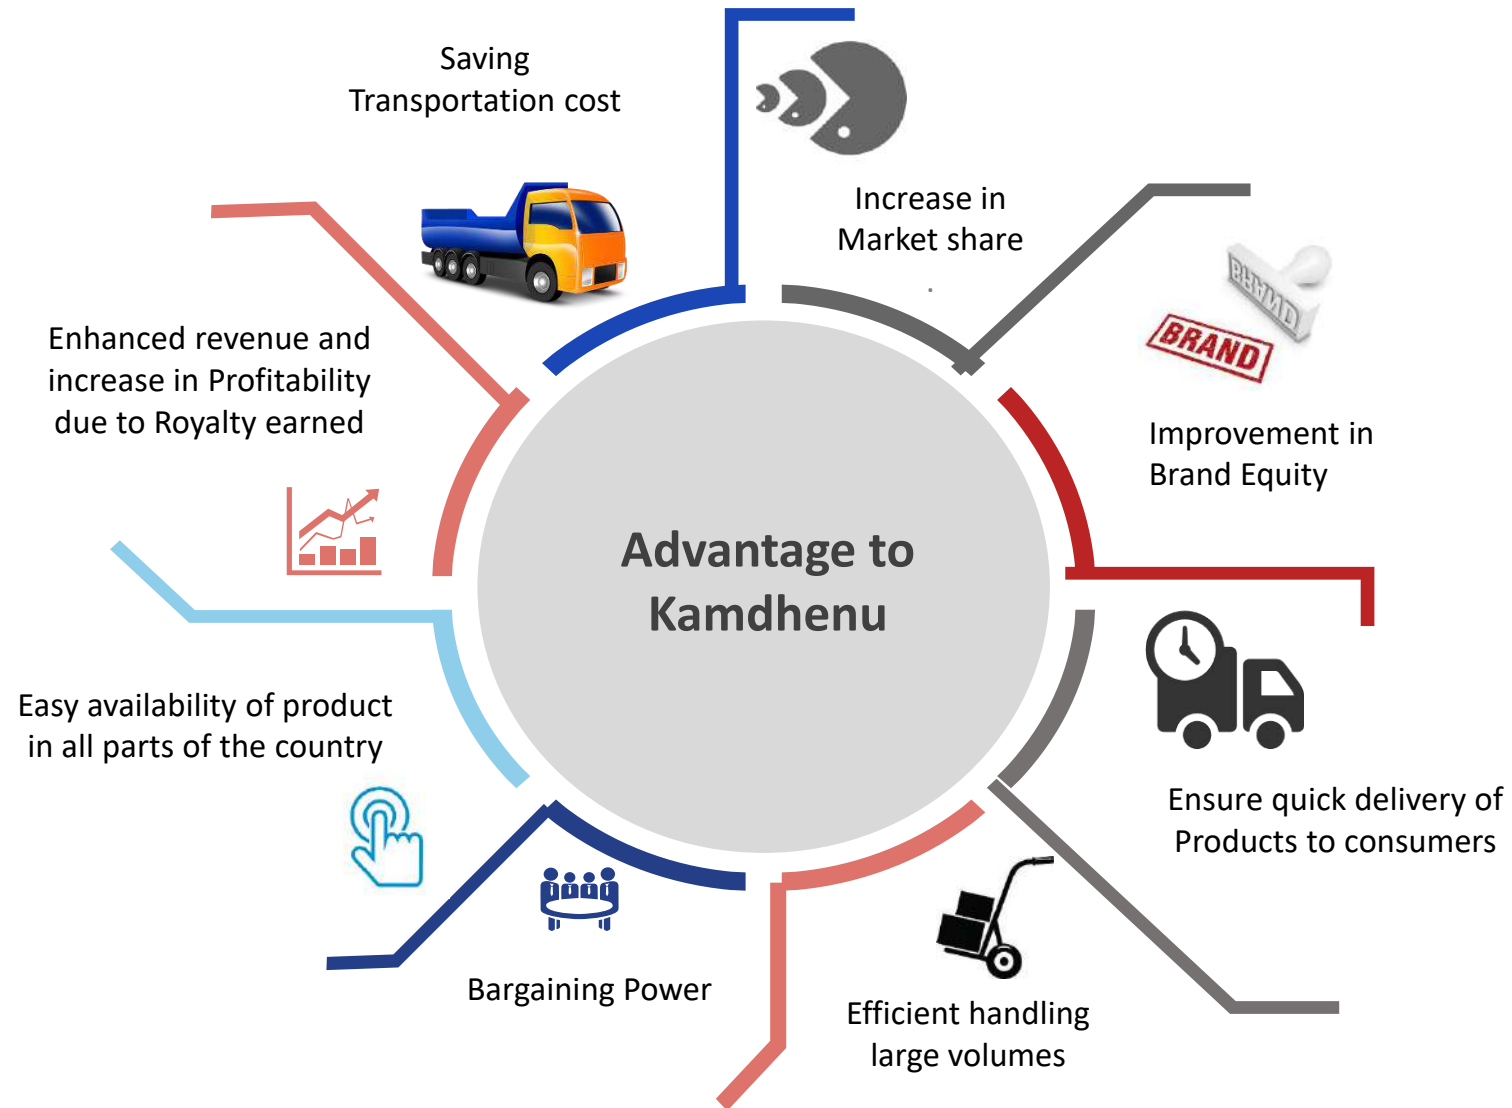 Saving
Transportation cost
Increase in
Market share
.
BRAND
BRAND
Improvement in
Brand Equity
Enhanced revenue and
increase in Profitability
due to Royalty earned
Advantage to
Kamdhenu
Easy availability of product
in all parts of the country
Ensure quick delivery of
Products to consumers
Bargaining Power
Efficient handling
large volumes